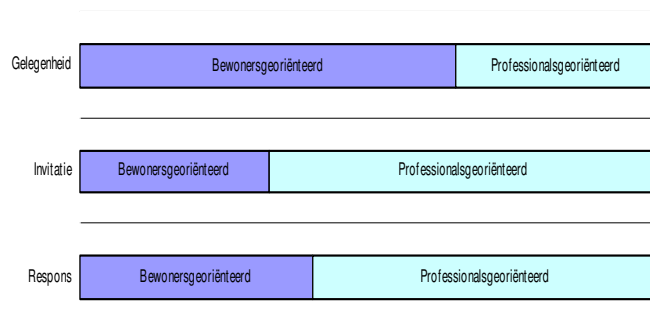 Gelegenheid Bewonersgeoriënteerd Professionalsgeoriënteerd
Invitatie Bewonersgeoriënteerd Professionalsgeoriënteerd
Respons Bewonersgeoriënteerd Professionalsgeoriënteerd